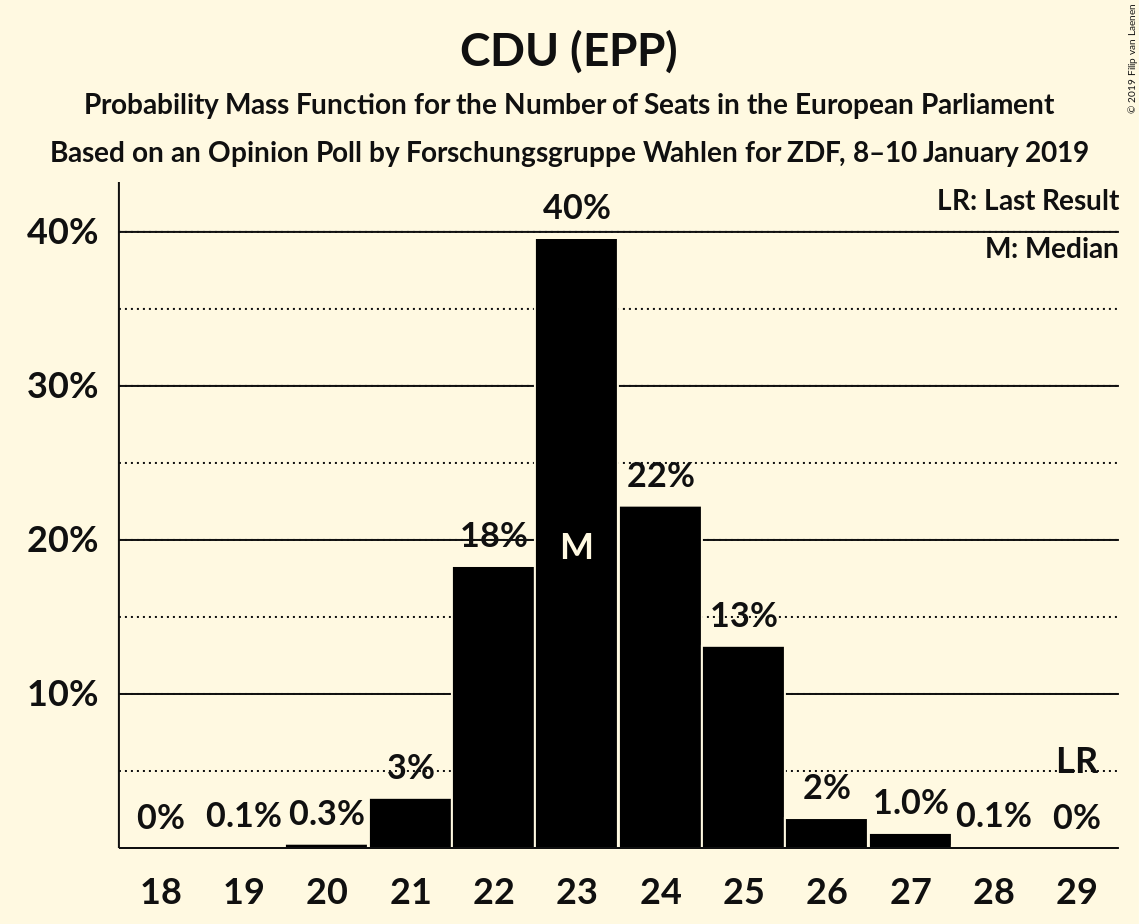 CDU (EPP)
Probability Mass Function for the Number of Seats in the European Parliament
Based on an Opinion Poll by Forschungsgruppe Wahlen for ZDF, 8–10 January 2019
© 2019 Filip van Laenen
LR: Last Result
M: Median
40%
30%
20%
10%
0%
0.1%
0.3%
3%
18%
40%
M
22%
13%
2%
1.0%
0.1%
LR
0%
18 19 20 21 22 23 24 25 26 27 28 29